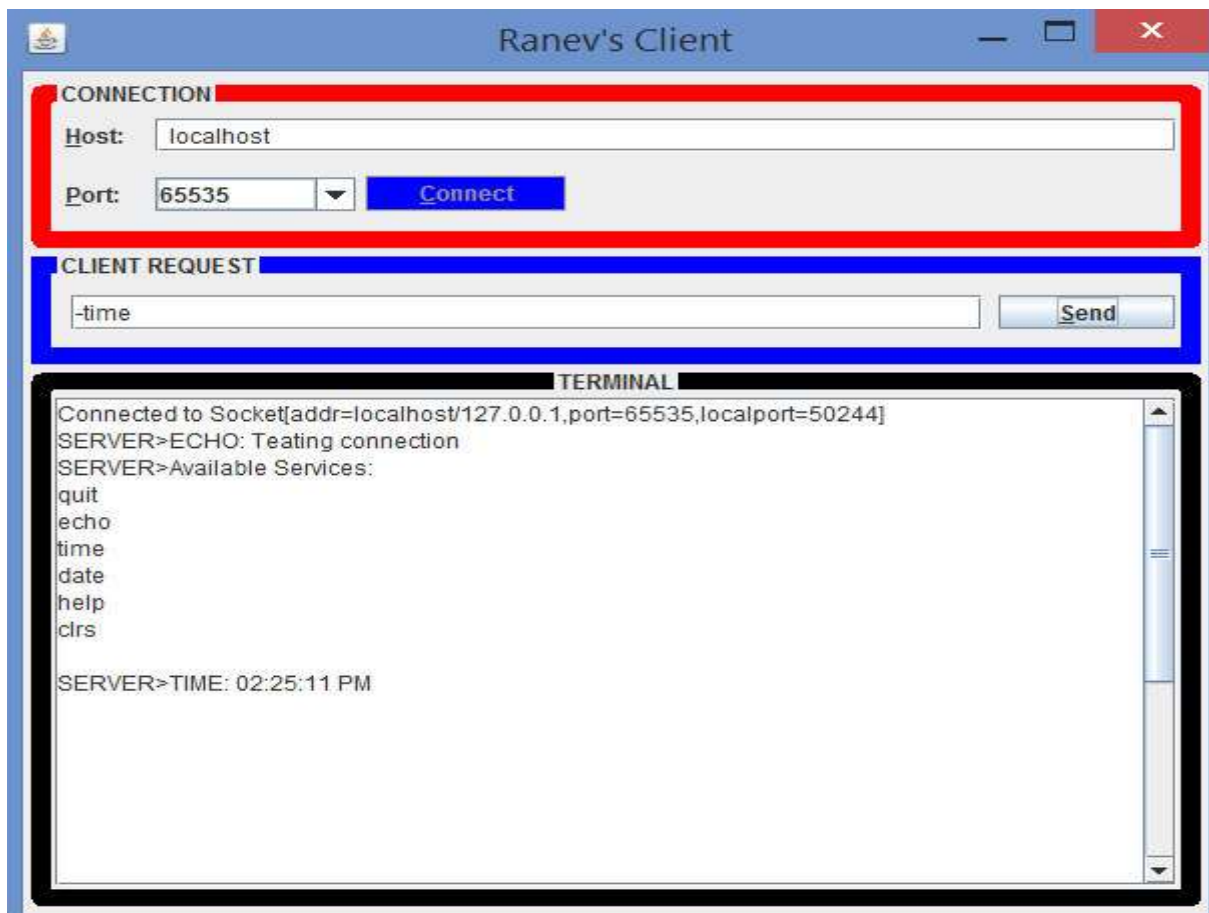 Ranev's Client
CONNECTION
Host: localhost
Port: 65535 Connect
CLIENT REQUEST
-time Send
TERMINAL
Connected to Socket[addr=localhost/127.0.0.1,port=65535,localport=50244]
SERVER>ECHO: Teating connection
SERVER>Available Services:
quit
echo
time
date
help
clrs
SERVER>TIME: 02:25:11 PM